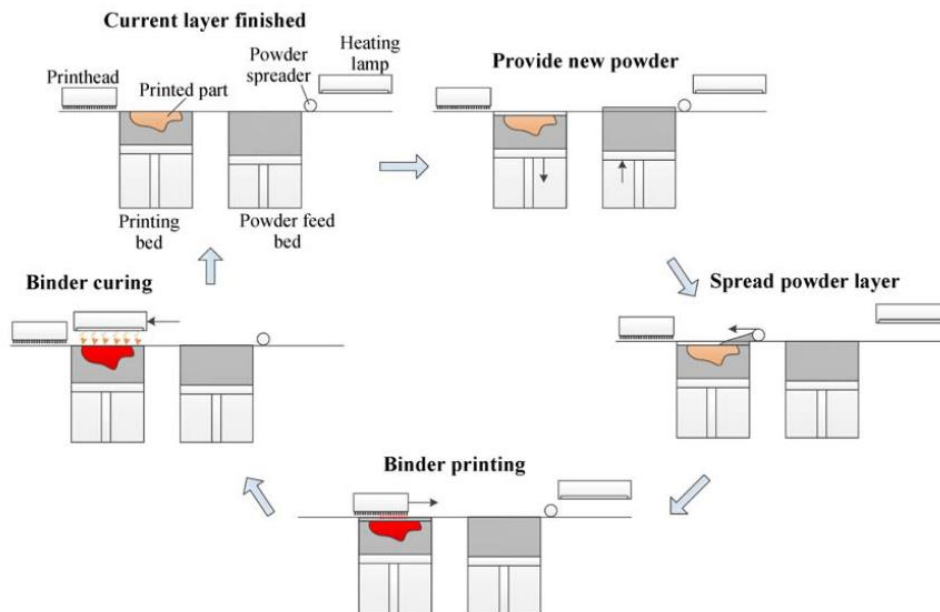 Current layer finished
Printhead
Printed part
Powder
spreader
Heating
lamp
Printing
bed
Powder feed
bed
Provide new powder
Spread powder layer
Binder printing
Binder curing